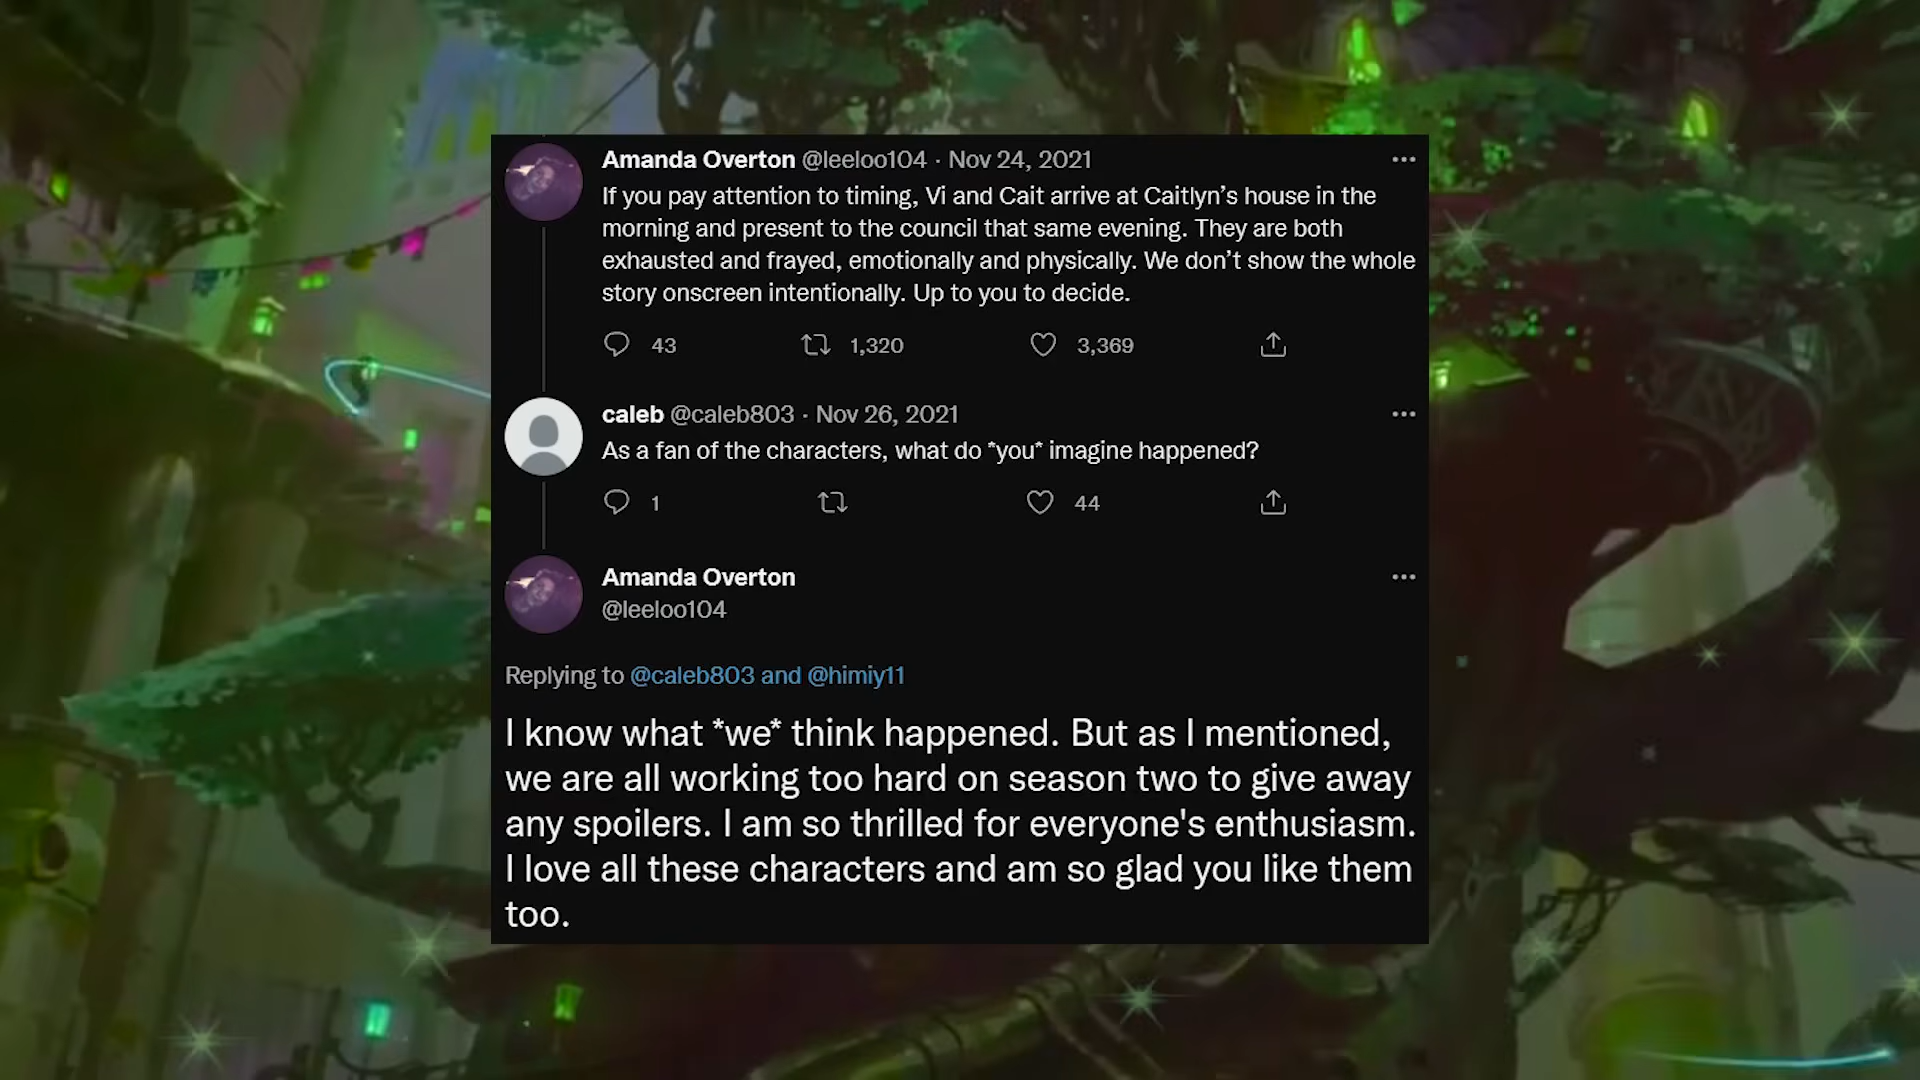 Amanda Overton @leeloo104 · Nov 24, 2021
If you pay attention to timing, Vi and Cait arrive at Caitlyn’s house in the
morning and present to the council that same evening. They are both
exhausted and frayed, emotionally and physically. We don’t show the whole
story onscreen intentionally. Up to you to decide.
43 1,320 3,369
caleb @caleb803 · Nov 26, 2021
As a fan of the characters, what do *you* imagine happened?
1 44
Amanda Overton
@leeloo104
Replying to @caleb803 and @himiy11
I know what *we* think happened. But as I mentioned,
we are all working too hard on season two to give away
any spoilers. I am so thrilled for everyone's enthusiasm.
I love all these characters and am so glad you like them
too.